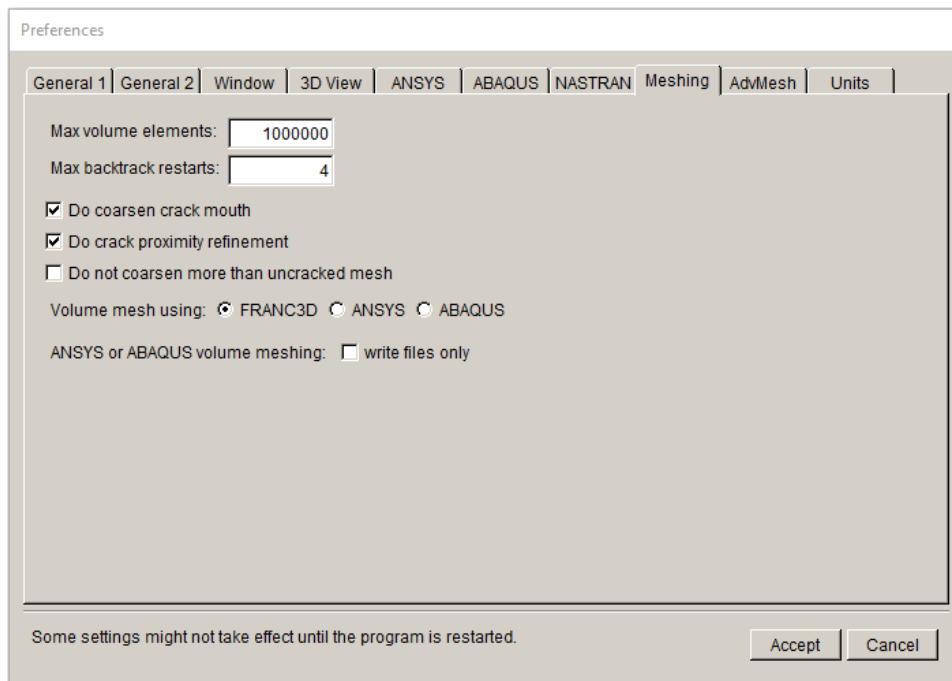 Preferences
General 1 General 2 Window 3D View ANSYS ABAQUS NASTRAN Meshing AdvMesh Units
Max volume elements: 1000000
Max backtrack restarts: 4
Do coarsen crack mouth
Do crack proximity refinement
Do not coarsen more than uncracked mesh
Volume mesh using: FRANC3D ANSYS ABAQUS
ANSYS or ABAQUS volume meshing: write files only
Some settings might not take effect until the program is restarted.
Accept Cancel